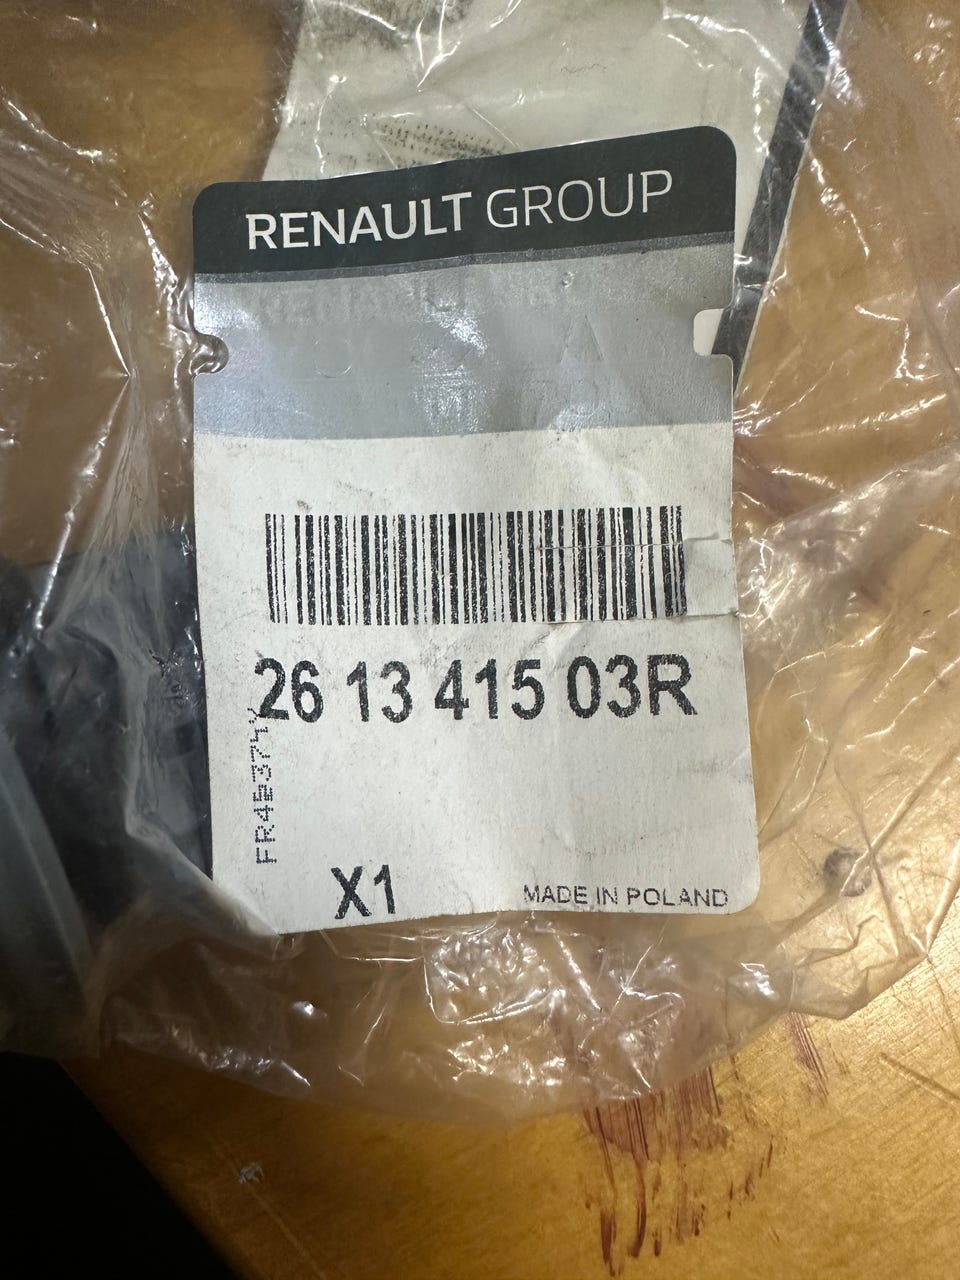 RENAULT GROUP
26 13 415 03R
X1
MADE IN POLAND